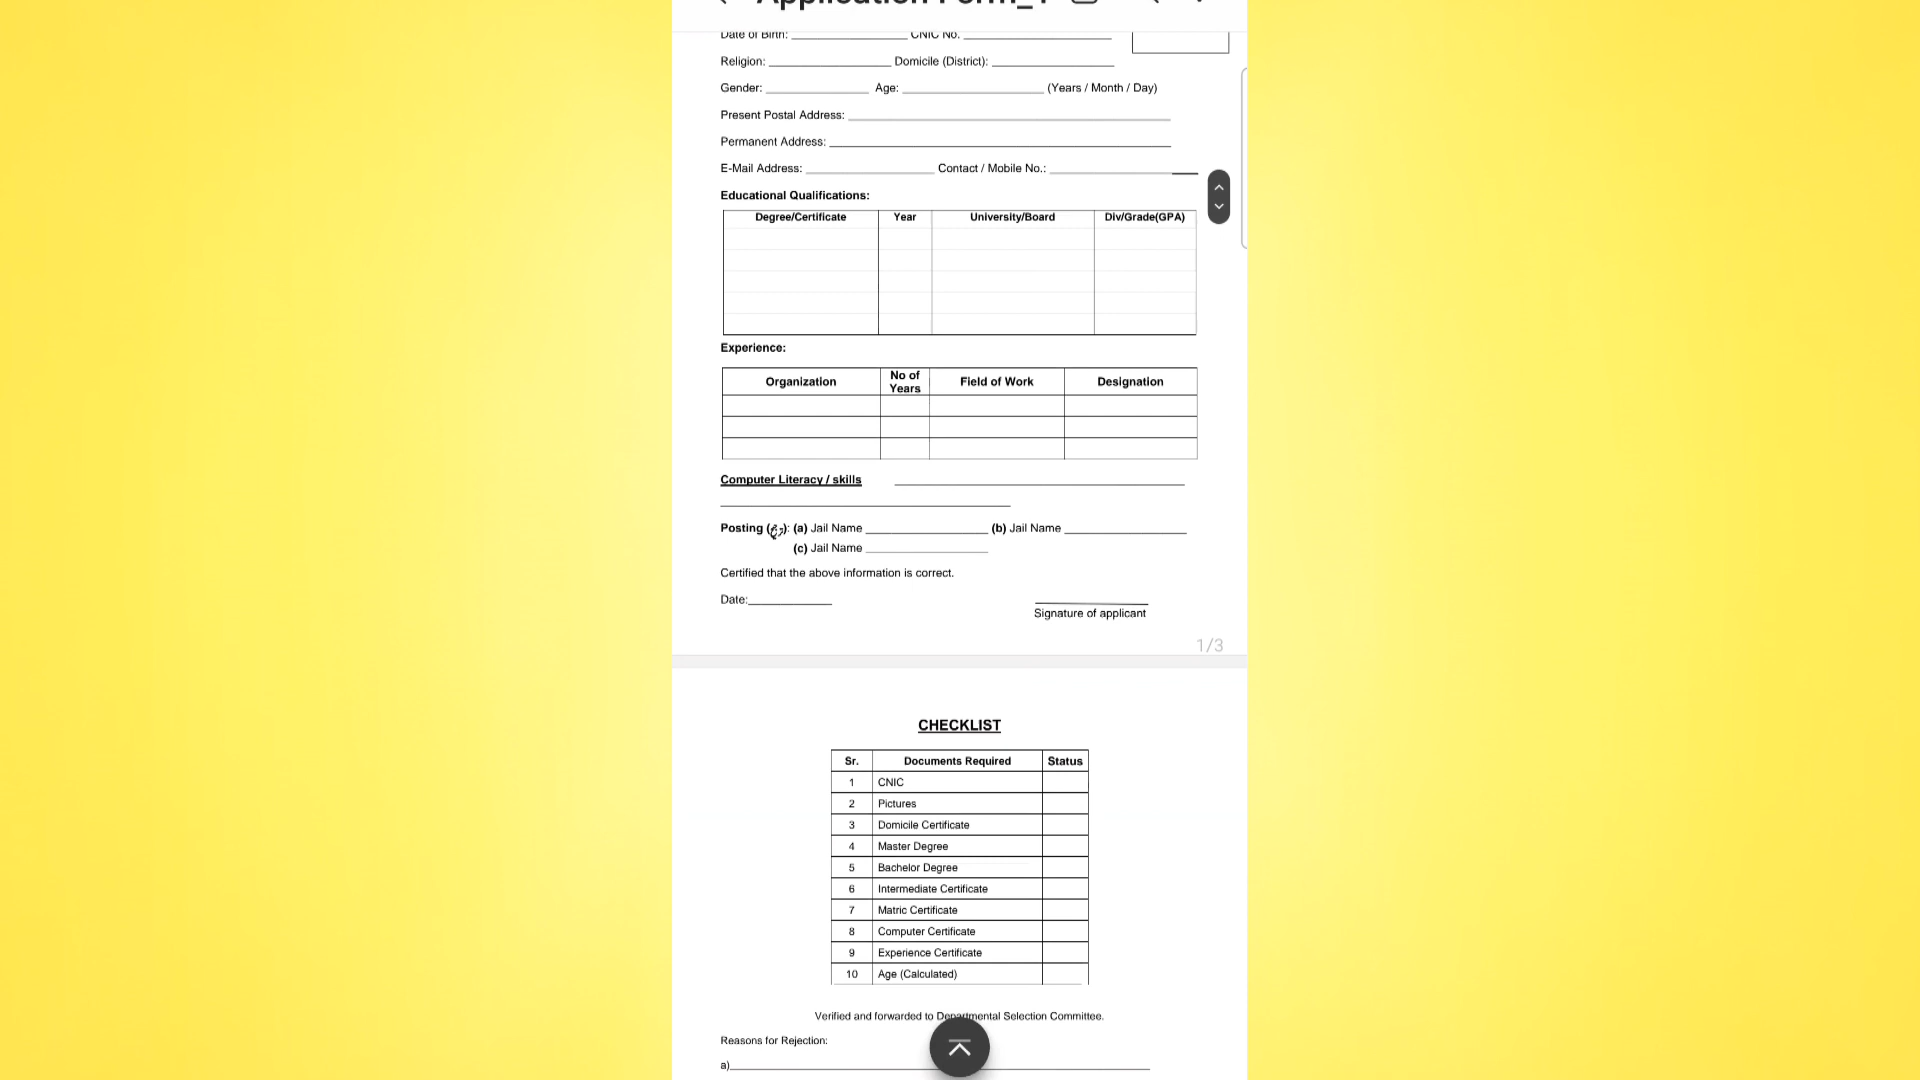 Application Form_1
Date of Birth: CNIC No.
Religion: Domicile (District):
Gender: Age: (Years / Month / Day)
Present Postal Address:
Permanent Address:
E-Mail Address: Contact / Mobile No.:
Educational Qualifications:
Degree/Certificate Year University/Board Div/Grade(GPA)
Experience:
Organization No of Years Field of Work Designation
Computer Literacy / skills
Posting (ترجیح): (a) Jail Name (b) Jail Name
(c) Jail Name
Certified that the above information is correct.
Date:
Signature of applicant
1/3
CHECKLIST
Sr. Documents Required Status
1 CNIC
2 Pictures
3 Domicile Certificate
4 Master Degree
5 Bachelor Degree
6 Intermediate Certificate
7 Matric Certificate
8 Computer Certificate
9 Experience Certificate
10 Age (Calculated)
Verified and forwarded to Departmental Selection Committee.
Reasons for Rejection:
a)